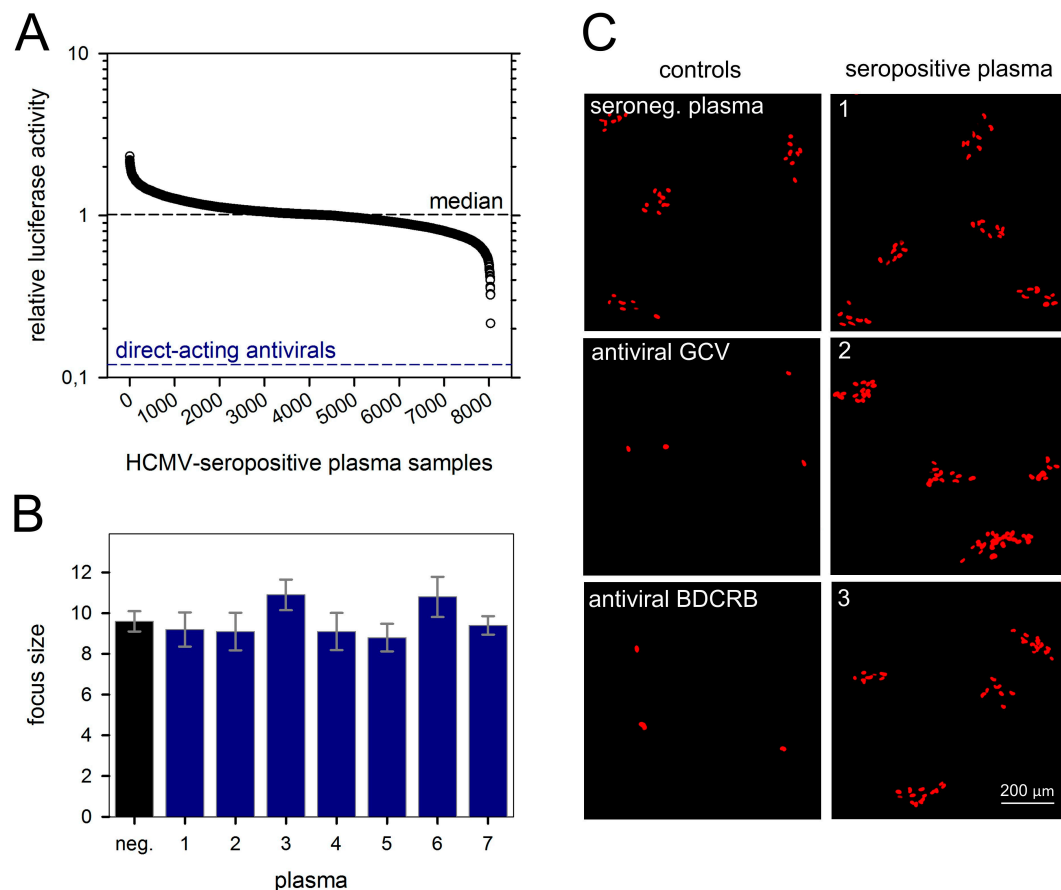 A
10
1
0,1
relative luciferase activity
median
direct-acting antivirals
0
1000
2000
3000
4000
5000
6000
7000
8000
HCMV-seropositive plasma samples
B
12
10
8
6
4
2
0
focus size
neg.
1
2
3
4
5
6
7
plasma
C
controls
seropositive plasma
seroneg. plasma
1
antiviral GCV
2
antiviral BDCRB
3
200 µm